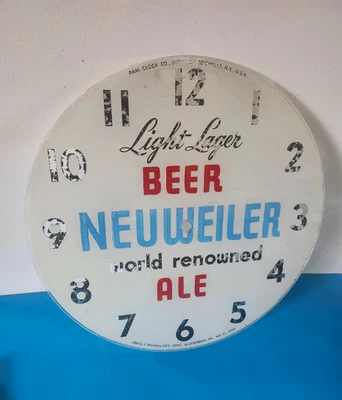 PAM CLOCK CO., ROCHELLE, N.Y., U.S.A.
12
11
1
Light Lager
10
2
BEER
NEUWEILER
9
3
world renowned
ALE
8
4
7
5
6